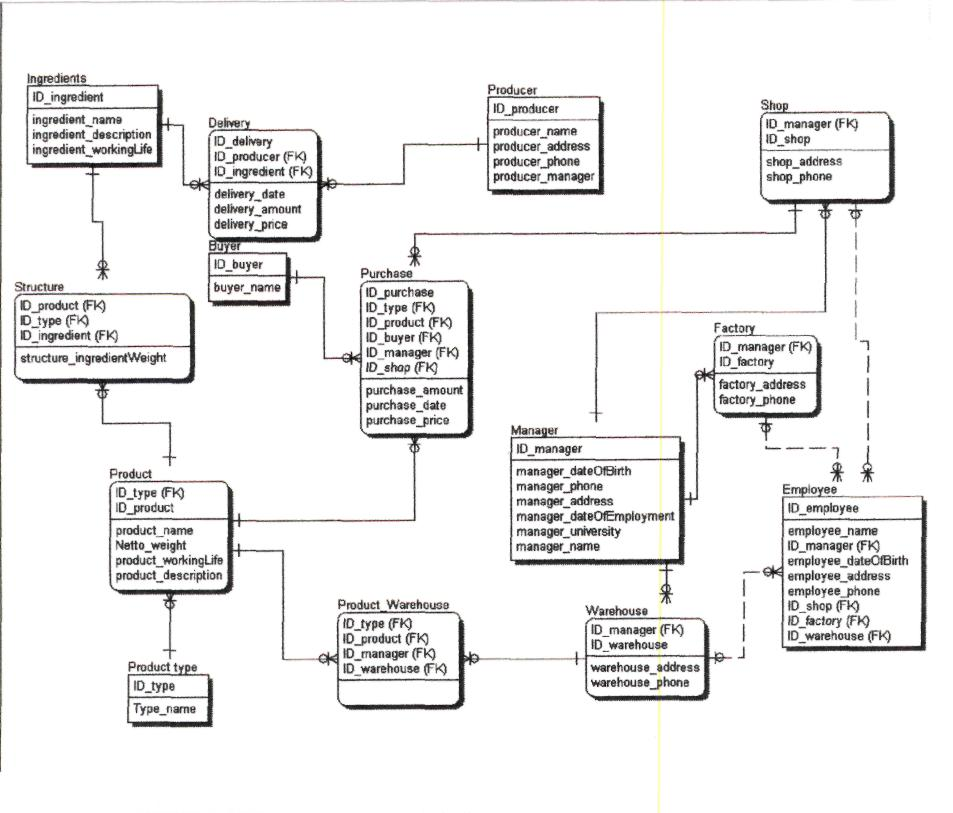 Ingredients
ID_ingredient
ingredient_name
ingredient_description
ingredient_workingLife
Delivery
ID_delivery
ID_producer (FK)
ID_ingredient (FK)
delivery_date
delivery_amount
delivery_price
Producer
ID_producer
producer_name
producer_address
producer_phone
producer_manager
Shop
ID_manager (FK)
ID_shop
shop_address
shop_phone
Buyer
ID_buyer
buyer_name
Structure
ID_product (FK)
ID_type (FK)
ID_ingredient (FK)
structure_ingredientWeight
Purchase
ID_purchase
ID_type (FK)
ID_product (FK)
ID_buyer (FK)
ID_manager (FK)
ID_shop (FK)
purchase_amount
purchase_date
purchase_price
Factory
ID_manager (FK)
ID_factory
factory_address
factory_phone
Manager
ID_manager
manager_dateOfBirth
manager_phone
manager_address
manager_dateOfEmployment
manager_university
manager_name
Product
ID_type (FK)
ID_product
product_name
Netto_weight
product_workingLife
product_description
Employee
ID_employee
employee_name
ID_manager (FK)
employee_dateOfBirth
employee_address
employee_phone
ID_shop (FK)
ID_factory (FK)
ID_warehouse (FK)
Product_Warehouse
ID_type (FK)
ID_product (FK)
ID_manager (FK)
ID_warehouse (FK)
Warehouse
ID_manager (FK)
ID_warehouse
warehouse_address
warehouse_phone
Product type
ID_type
Type_name